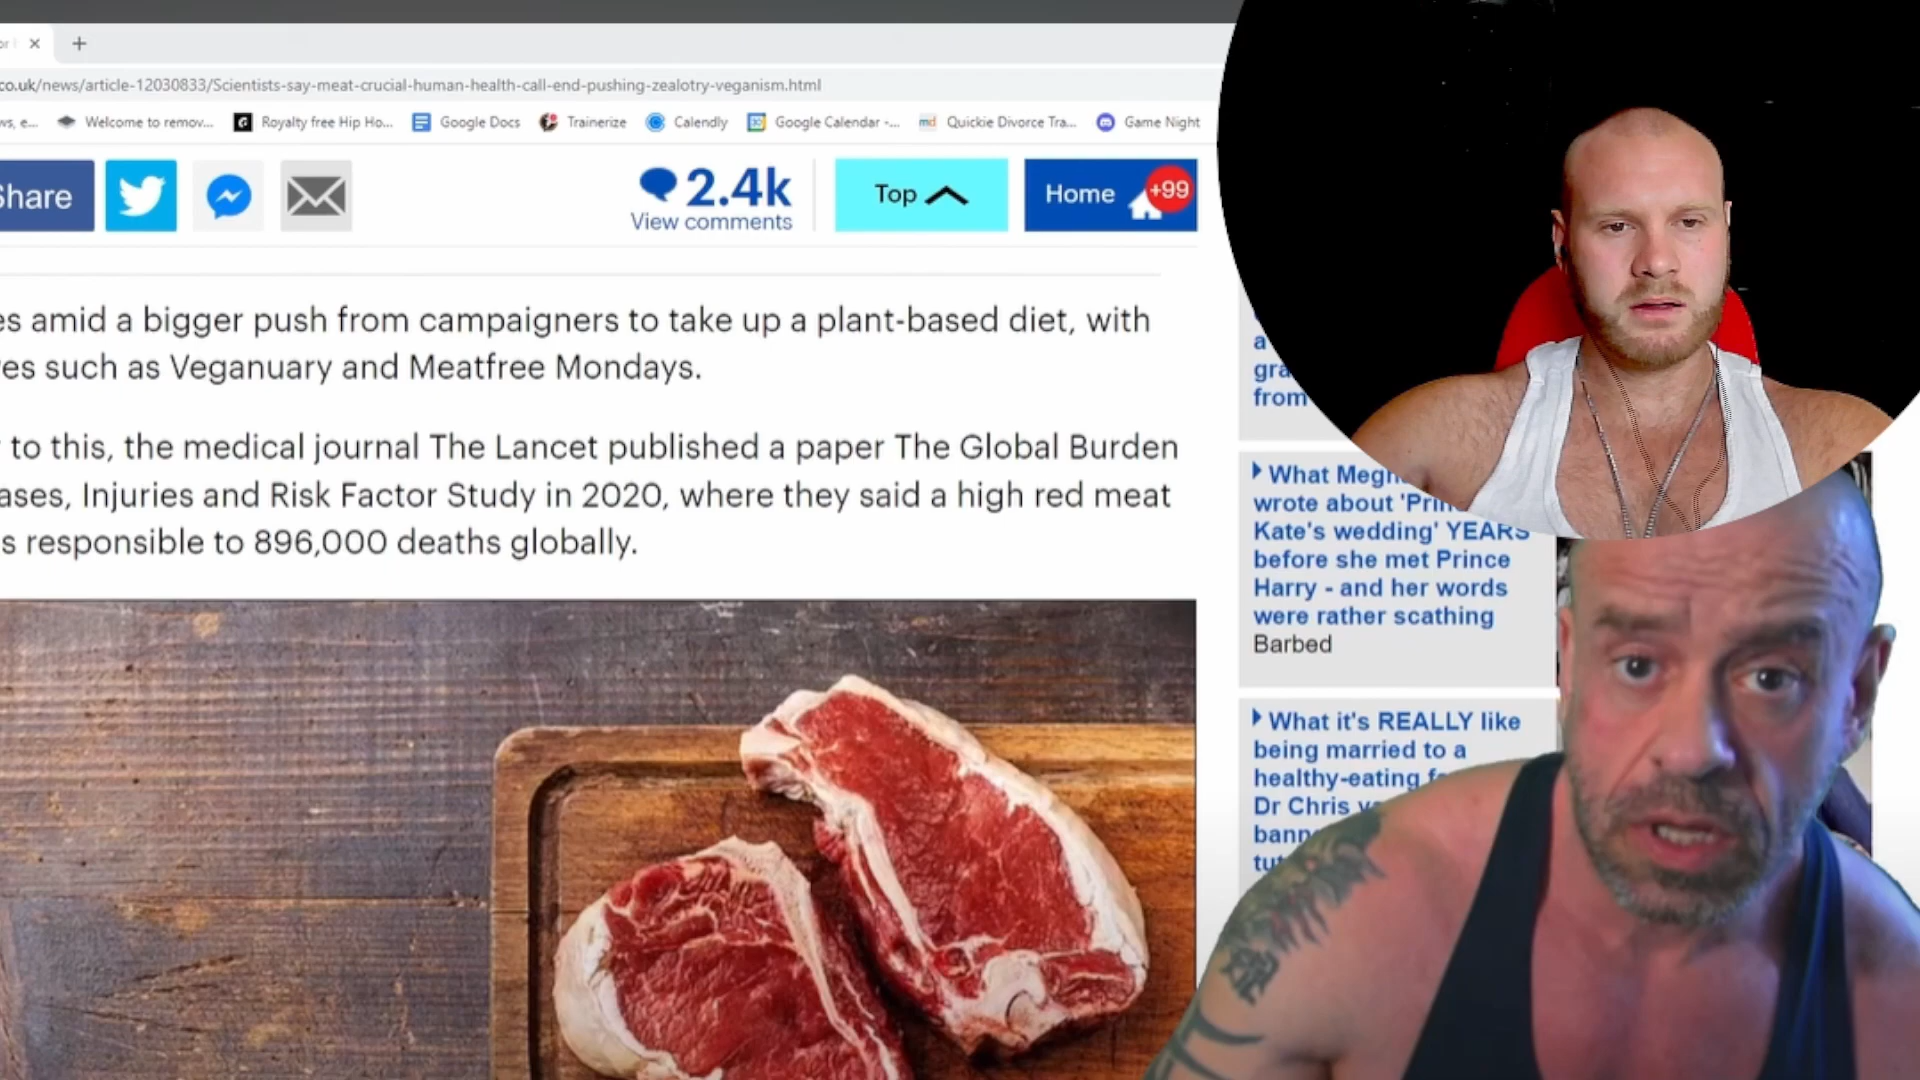 co.uk/news/article-12030833/Scientists-say-meat-crucial-human-health-call-end-pushing-zealotry-veganism.html
ws, e...
Welcome to remov...
Royalty free Hip Ho...
Google Docs
Trainerize
Calendly
Google Calendar -...
Quickie Divorce Tra...
Game Night
Share
2.4k
View comments
Top
Home
+99
es amid a bigger push from campaigners to take up a plant-based diet, with
es such as Veganuary and Meatfree Mondays.
to this, the medical journal The Lancet published a paper The Global Burden
ases, Injuries and Risk Factor Study in 2020, where they said a high red meat
s responsible to 896,000 deaths globally.
a
gra
from
What Megh
wrote about 'Prin
Kate's wedding' YEARS
before she met Prince
Harry - and her words
were rather scathing
Barbed
What it's REALLY like
being married to a
healthy-eating
Dr Chris
bann
tut